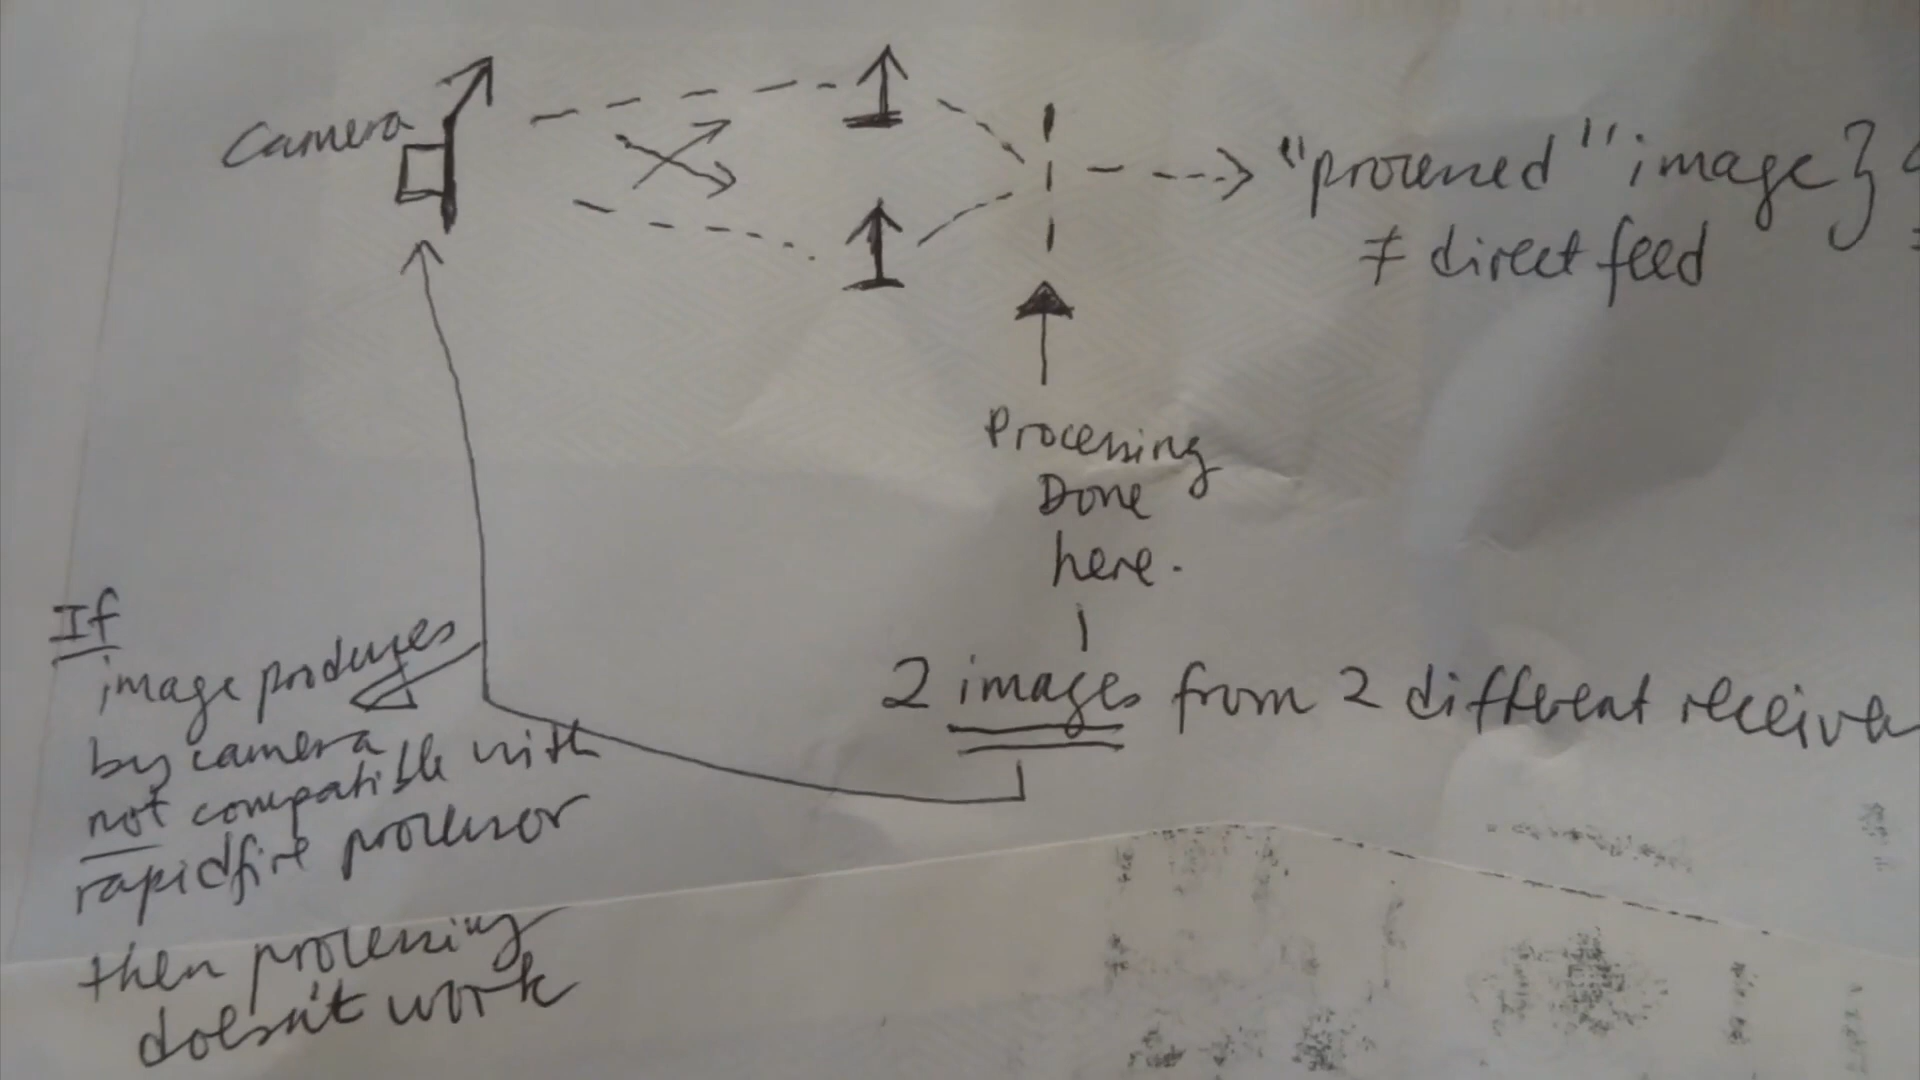 Camera
"processed" image }
≠ direct feed
Processing
Done
here.
2 images from 2 different
If
image produces
by camera
not compatible with
rapidfire processor
then processing
doesn't work